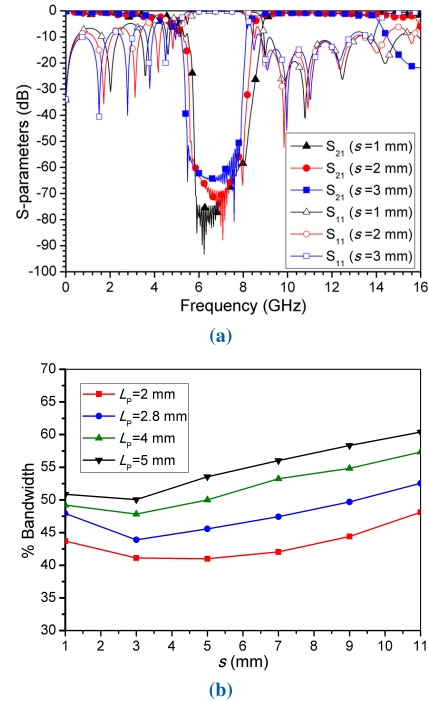 S-parameters (dB)
0
-10
-20
-30
-40
-50
-60
-70
-80
-90
-100
S21 (s=1 mm)
S21 (s=2 mm)
S21 (s=3 mm)
S11 (s=1 mm)
S11 (s=2 mm)
S11 (s=3 mm)
0 2 4 6 8 10 12 14 16
Frequency (GHz)
(a)
% Bandwidth
70
65
60
55
50
45
40
35
30
LP=2 mm
LP=2.8 mm
LP=4 mm
LP=5 mm
1 2 3 4 5 6 7 8 9 10 11
s (mm)
(b)